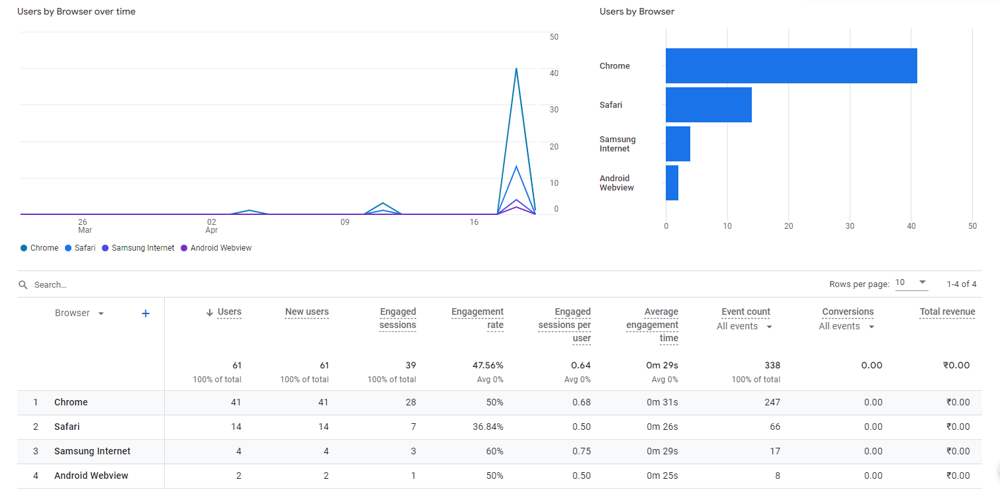 Users by Browser over time
50
40
30
20
10
0
26
Mar
02
Apr
09
16
Chrome Safari Samsung Internet Android Webview
Users by Browser
Chrome
Safari
Samsung
Internet
Android
Webview
0 10 20 30 40 50
Search...
Rows per page: 10 1-4 of 4
Browser + ↓ Users New users Engaged sessions Engagement rate Engaged sessions per user Average engagement time Event count All events Conversions All events Total revenue
61 61 39 47.56% 0.64 0m 29s 338 0.00 ₹0.00
100% of total 100% of total 100% of total Avg 0% Avg 0% Avg 0% 100% of total
1 Chrome 41 41 28 50% 0.68 0m 31s 247 0.00 ₹0.00
2 Safari 14 14 7 36.84% 0.50 0m 26s 66 0.00 ₹0.00
3 Samsung Internet 4 4 3 60% 0.75 0m 29s 17 0.00 ₹0.00
4 Android Webview 2 2 1 50% 0.50 0m 25s 8 0.00 ₹0.00